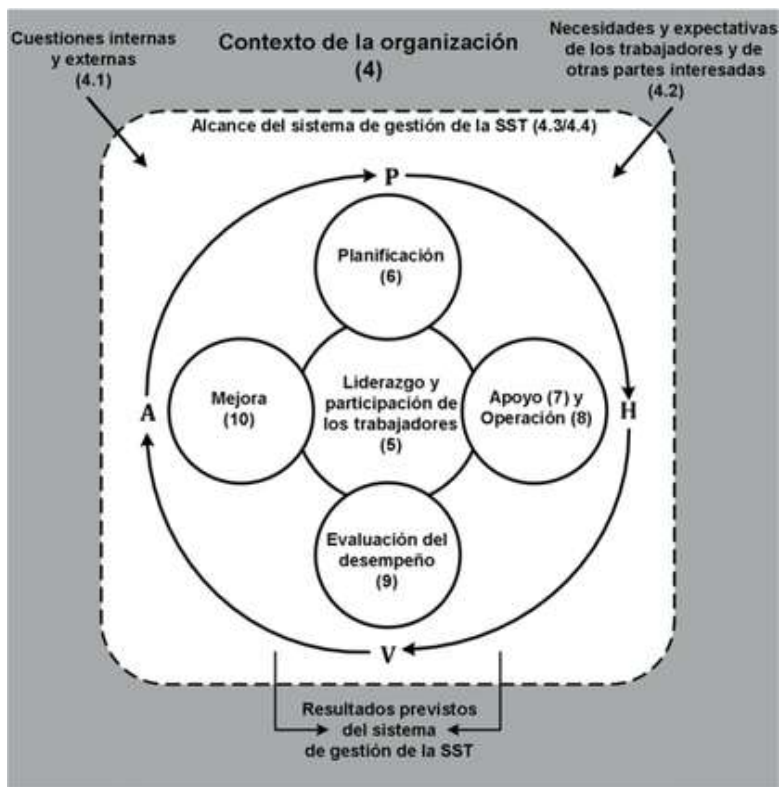 Cuestiones internas
y externas
(4.1)
Contexto de la organización
(4)
Necesidades y expectativas
de los trabajadores y de
otras partes interesadas
(4.2)
Alcance del sistema de gestión de la SST (4.3/4.4)
P
Planificación
(6)
A
Mejora
(10)
Liderazgo y
participación de
los trabajadores
(5)
Apoyo (7) y
Operación (8)
H
Evaluación del
desempeño
(9)
V
Resultados previstos
del sistema
de gestión de la SST